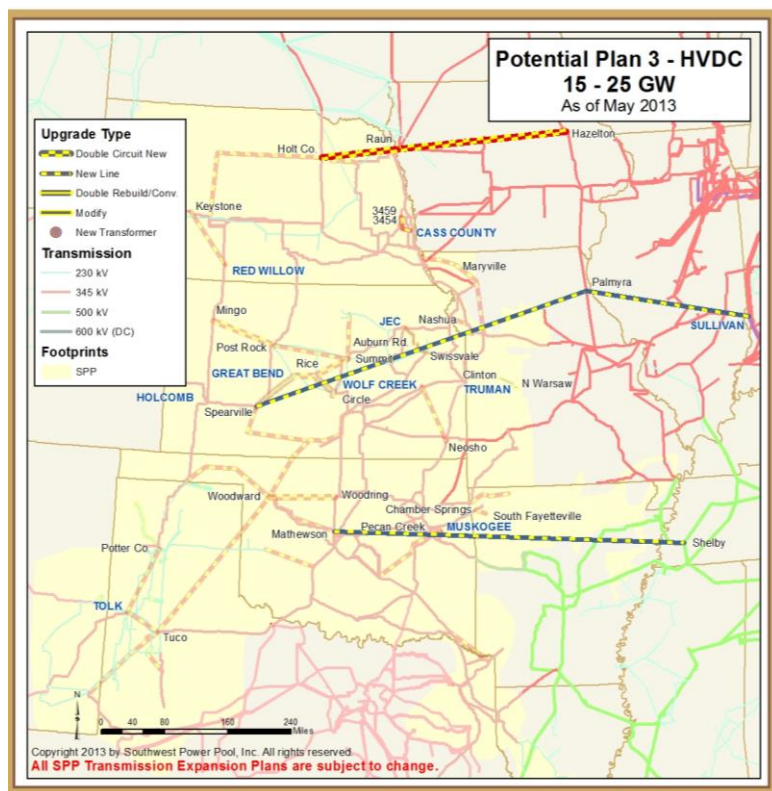 Potential Plan 3 - HVDC
15 - 25 GW
As of May 2013
Upgrade Type
Double Circuit New
New Line
Double Rebuild/Conv.
Modify
New Transformer
Transmission
230 kV
345 kV
500 kV
600 kV (DC)
Footprints
SPP
Hazelton
Raun
Holt Co.
Keystone
3459
3454
CASS COUNTY
RED WILLOW
Maryville
Palmyra
Mingo
JEC
Nashua
SULLIVAN
Post Rock
Auburn Rd.
Summit
Swissvale
Rice
GREAT BEND
WOLF CREEK
Clinton
N Warsaw
TRUMAN
HOLCOMB
Circle
Spearville
Neosho
Woodward
Woodring
Chamber Springs
South Fayetteville
Mathewson
Pecan Creek
MUSKOGEE
Shelby
Potter Co.
TOLK
Tuco
N
0 40 80 160 240
Miles
Copyright 2013 by Southwest Power Pool, Inc. All rights reserved.
All SPP Transmission Expansion Plans are subject to change.